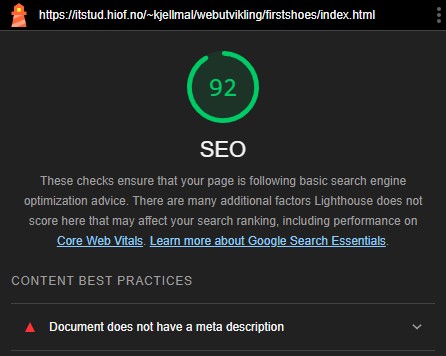 https://itstud.hiof.no/~kjellmal/webutvikling/firstshoes/index.html
92
SEO
These checks ensure that your page is following basic search engine
optimization advice. There are many additional factors Lighthouse does not
score here that may affect your search ranking, including performance on
Core Web Vitals. Learn more about Google Search Essentials.
CONTENT BEST PRACTICES
Document does not have a meta description